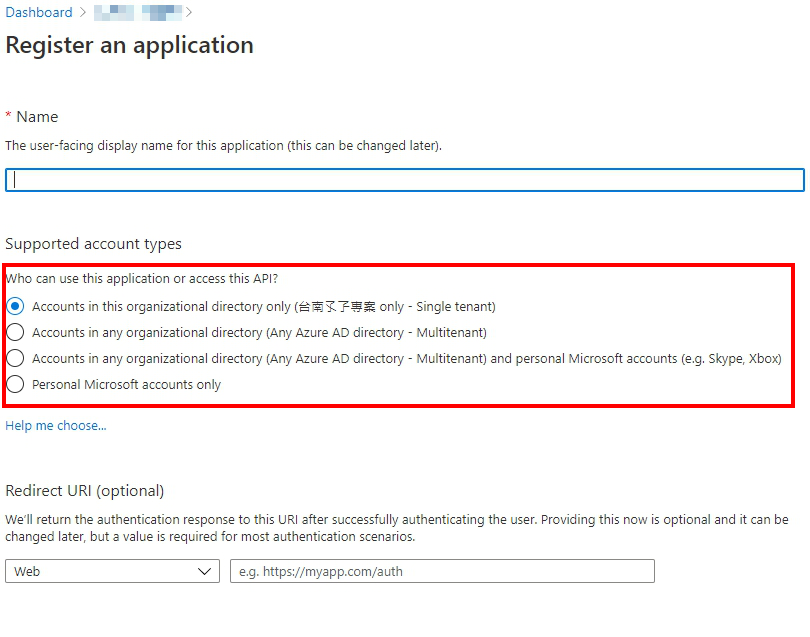 Dashboard
Register an application
* Name
The user-facing display name for this application (this can be changed later).
Supported account types
Who can use this application or access this API?
Accounts in this organizational directory only (台南孓孒專案 only - Single tenant)
Accounts in any organizational directory (Any Azure AD directory - Multitenant)
Accounts in any organizational directory (Any Azure AD directory - Multitenant) and personal Microsoft accounts (e.g. Skype, Xbox)
Personal Microsoft accounts only
Help me choose...
Redirect URI (optional)
We'll return the authentication response to this URI after successfully authenticating the user. Providing this now is optional and it can be
changed later, but a value is required for most authentication scenarios.
Web
e.g. https://myapp.com/auth